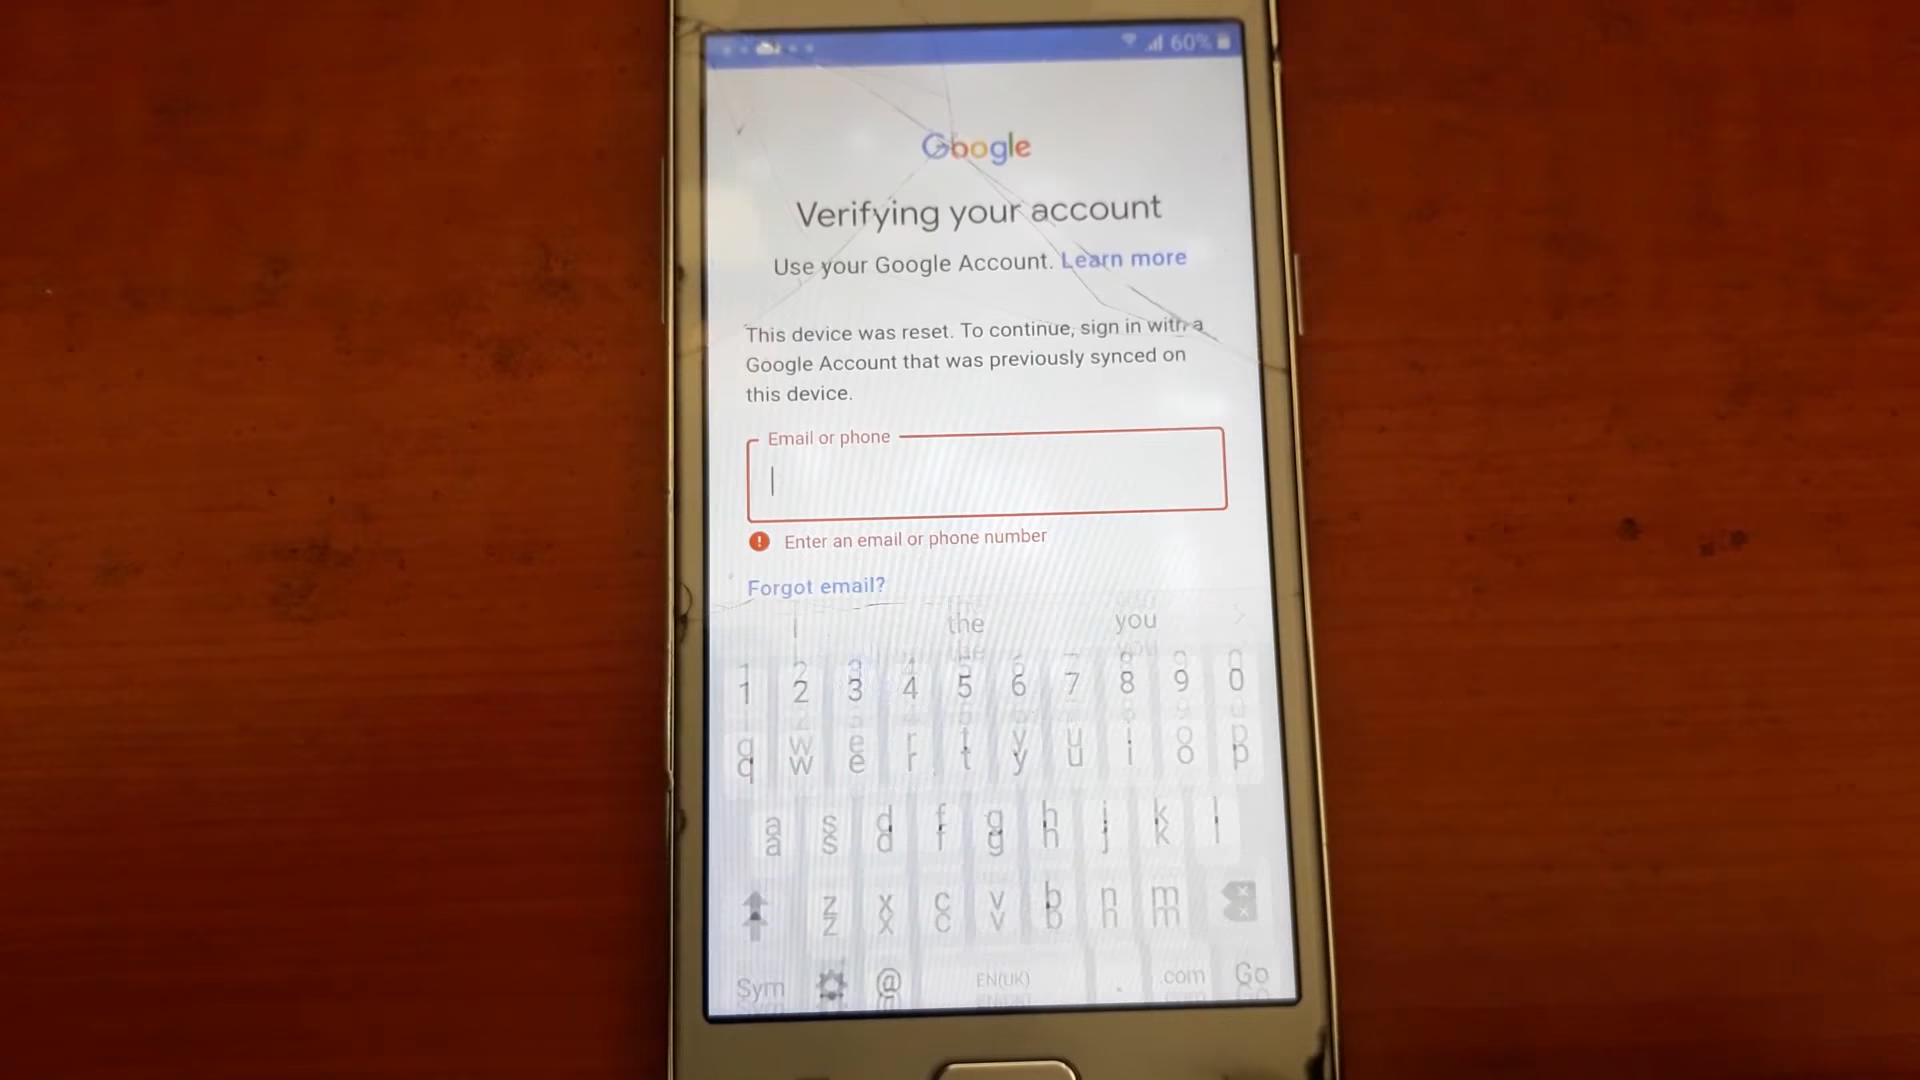 60%
Google
Verifying your account
Use your Google Account. Learn more
This device was reset. To continue, sign in with a
Google Account that was previously synced on
this device.
Email or phone
Enter an email or phone number
Forgot email?
I the you
1 2 3 4 5 6 7 8 9 0
q w e r t y u i o p
a s d f g h j k l
z x c v b n m
Sym @ EN(UK) . .com Go